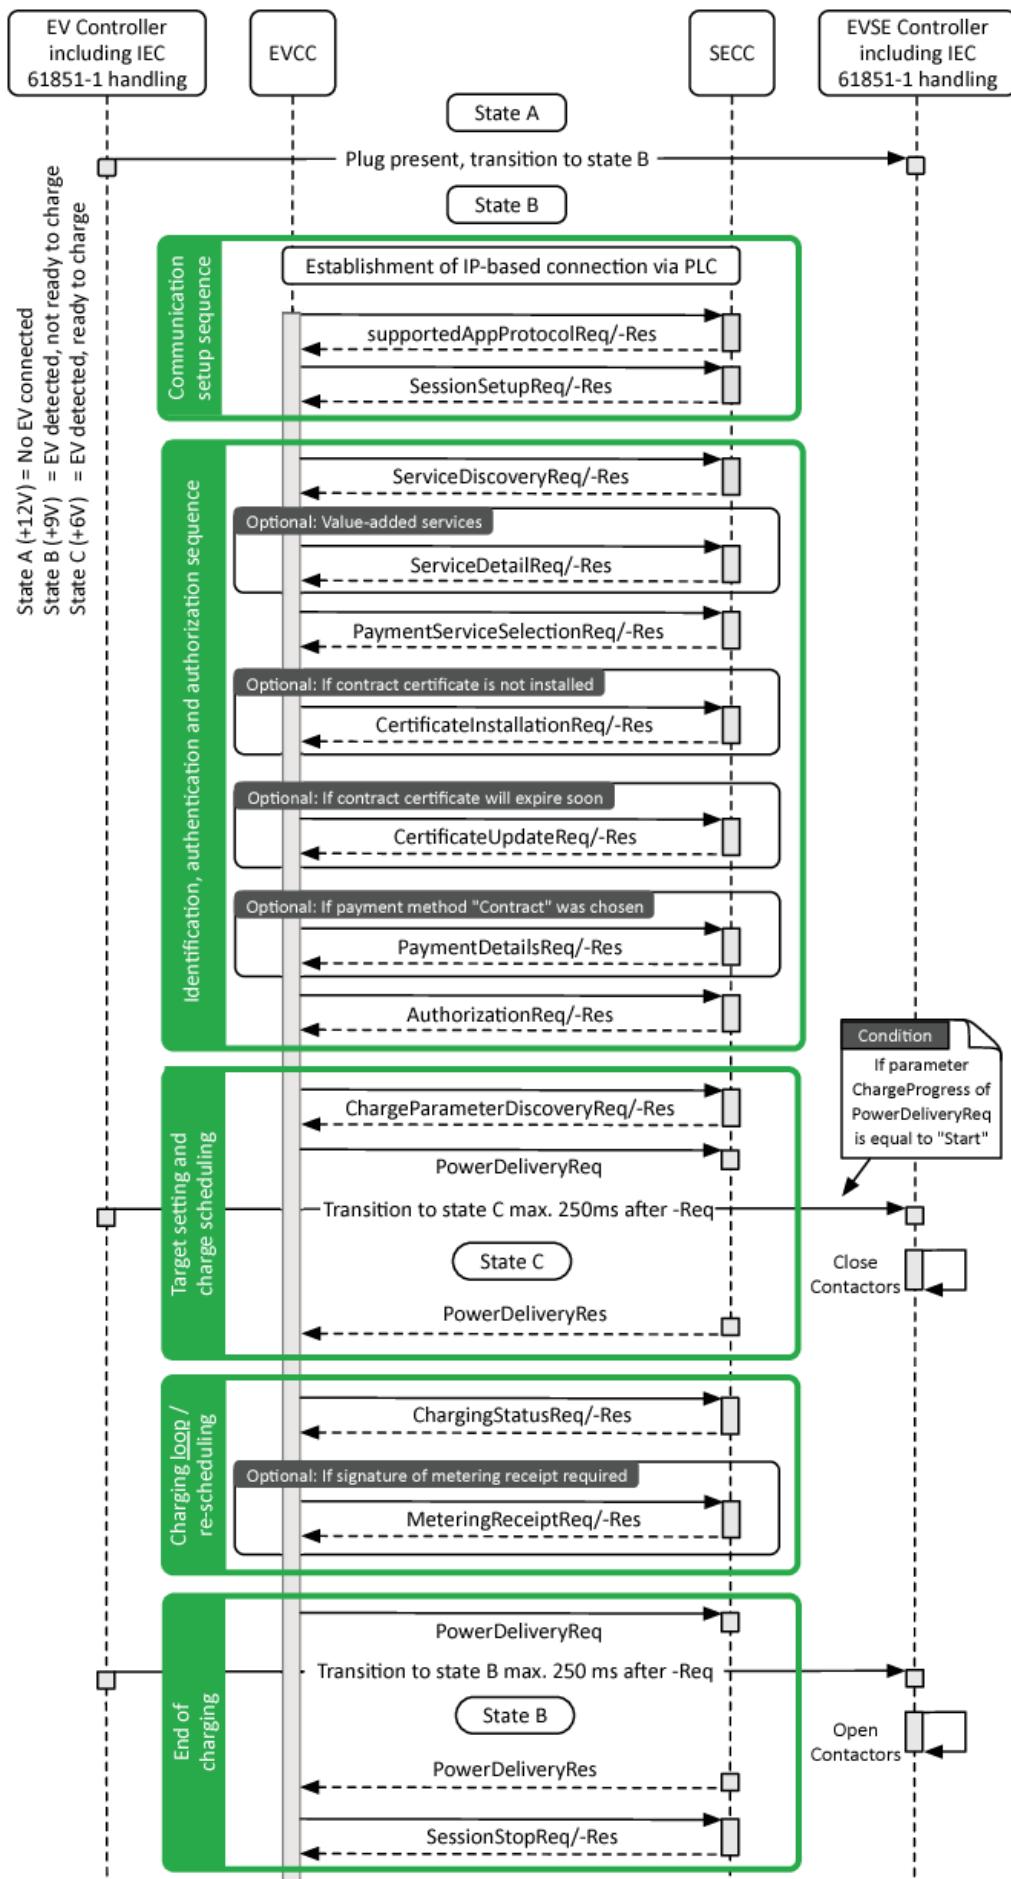 EV Controller
including IEC
61851-1 handling
EVCC
SECC
EVSE Controller
including IEC
61851-1 handling
State A
Plug present, transition to state B
State B
State A (+12V) = No EV connected
State B (+9V) = EV detected, not ready to charge
State C (+6V) = EV detected, ready to charge
Communication
setup sequence
Establishment of IP-based connection via PLC
supportedAppProtocolReq/-Res
SessionSetupReq/-Res
Identification, authentication and authorization sequence
ServiceDiscoveryReq/-Res
Optional: Value-added services
ServiceDetailReq/-Res
PaymentServiceSelectionReq/-Res
Optional: If contract certificate is not installed
CertificateInstallationReq/-Res
Optional: If contract certificate will expire soon
CertificateUpdateReq/-Res
Optional: If payment method "Contract" was chosen
PaymentDetailsReq/-Res
AuthorizationReq/-Res
Condition
If parameter
ChargeProgress of
PowerDeliveryReq
is equal to "Start"
Target setting and
charge scheduling
ChargeParameterDiscoveryReq/-Res
PowerDeliveryReq
Transition to state C max. 250ms after -Req
State C
Close
Contactors
PowerDeliveryRes
Charging loop /
re-scheduling
ChargingStatusReq/-Res
Optional: If signature of metering receipt required
MeteringReceiptReq/-Res
End of
charging
PowerDeliveryReq
Transition to state B max. 250 ms after -Req
State B
Open
Contactors
PowerDeliveryRes
SessionStopReq/-Res